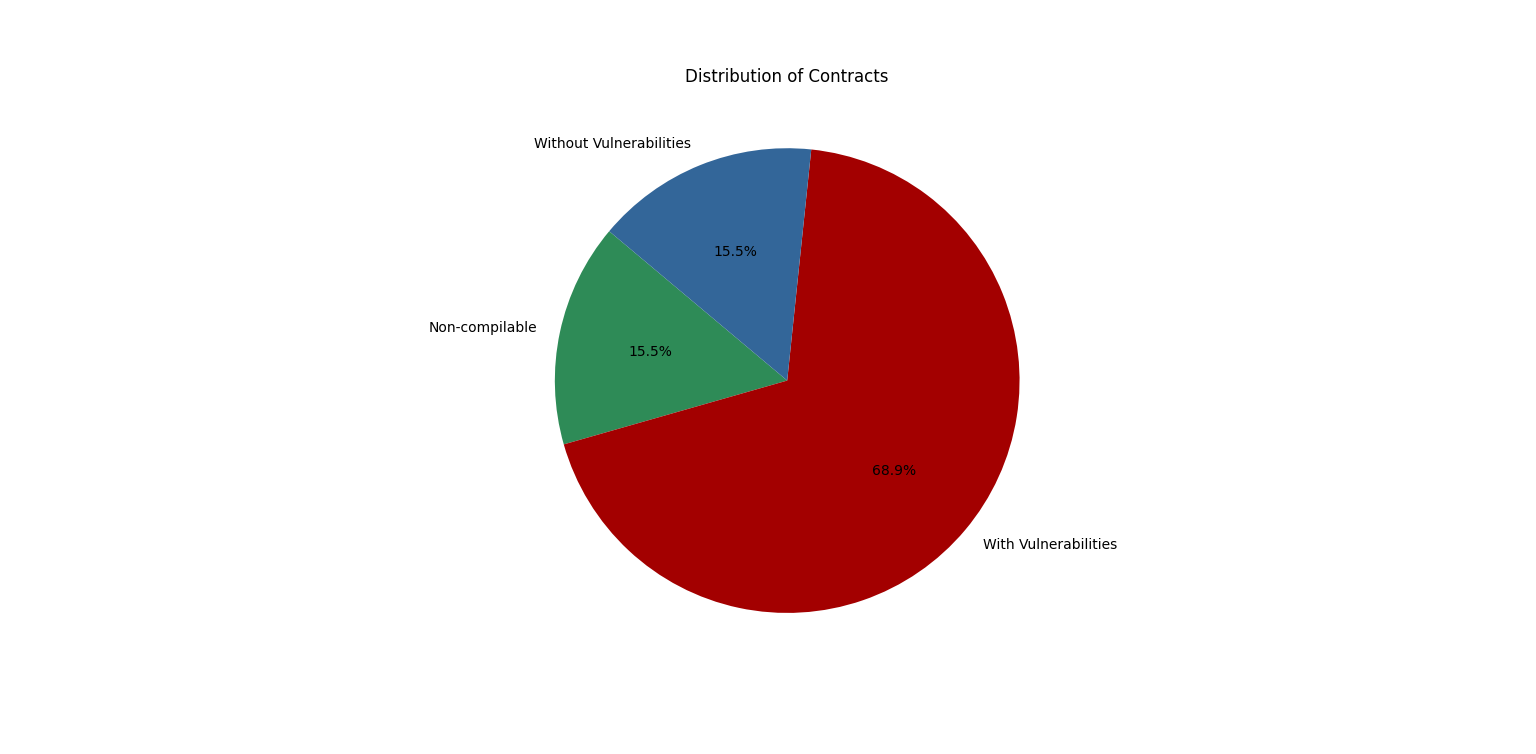 Distribution of Contracts
Without Vulnerabilities
15.5%
Non-compilable
15.5%
68.9%
With Vulnerabilities